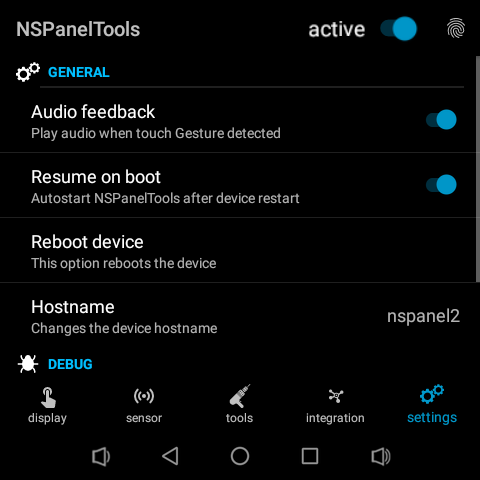 NSPanelTools active
GENERAL
Audio feedback
Play audio when touch Gesture detected
Resume on boot
Autostart NSPanelTools after device restart
Reboot device
This option reboots the device
Hostname
Changes the device hostname
nspanel2
DEBUG
display sensor tools integration settings